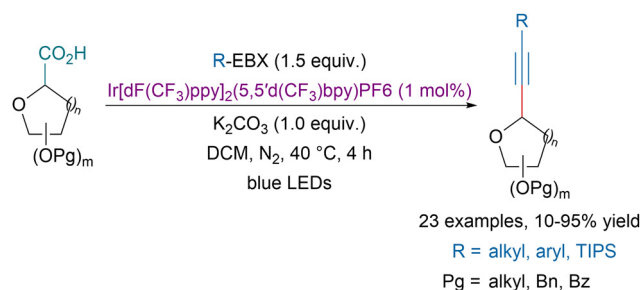 CO2H
O
( )n
(OPg)m
R-EBX (1.5 equiv.)
Ir[dF(CF3)ppy]2(5,5'd(CF3)bpy)PF6 (1 mol%)
K2CO3 (1.0 equiv.)
DCM, N2, 40 °C, 4 h
blue LEDs
R
O
( )n
(OPg)m
23 examples, 10-95% yield
R = alkyl, aryl, TIPS
Pg = alkyl, Bn, Bz